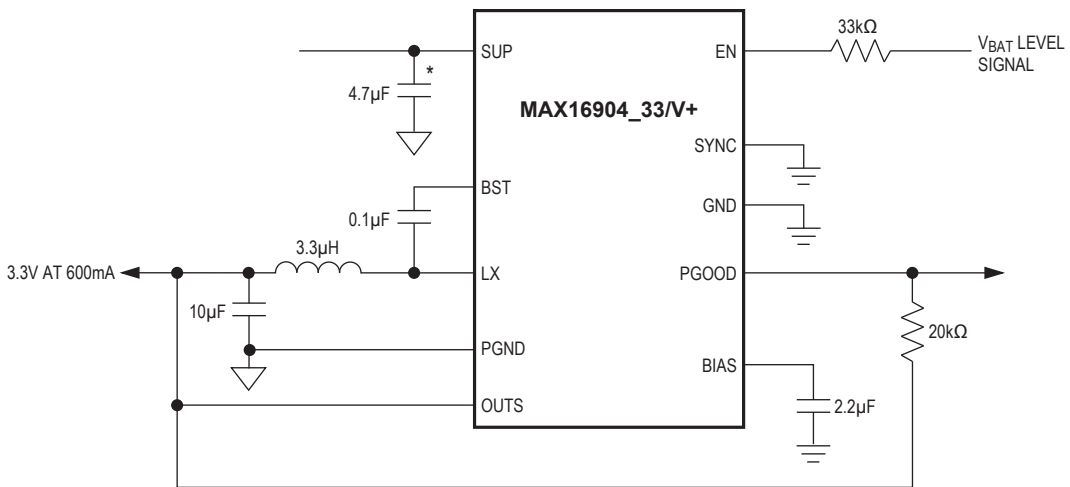 33kΩ
SUP
EN
VBAT LEVEL
SIGNAL
*
4.7µF
MAX16904_33/V+
SYNC
BST
GND
0.1µF
3.3µH
3.3V AT 600mA
LX
PGOOD
10µF
20kΩ
PGND
BIAS
OUTS
2.2µF